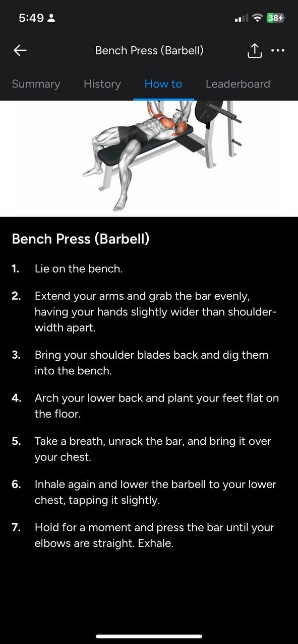 5:49
38
Bench Press (Barbell)
Summary History How to Leaderboard
Bench Press (Barbell)
1. Lie on the bench.
2. Extend your arms and grab the bar evenly,
having your hands slightly wider than shoulder-
width apart.
3. Bring your shoulder blades back and dig them
into the bench.
4. Arch your lower back and plant your feet flat on
the floor.
5. Take a breath, unrack the bar, and bring it over
your chest.
6. Inhale again and lower the barbell to your lower
chest, tapping it slightly.
7. Hold for a moment and press the bar until your
elbows are straight. Exhale.